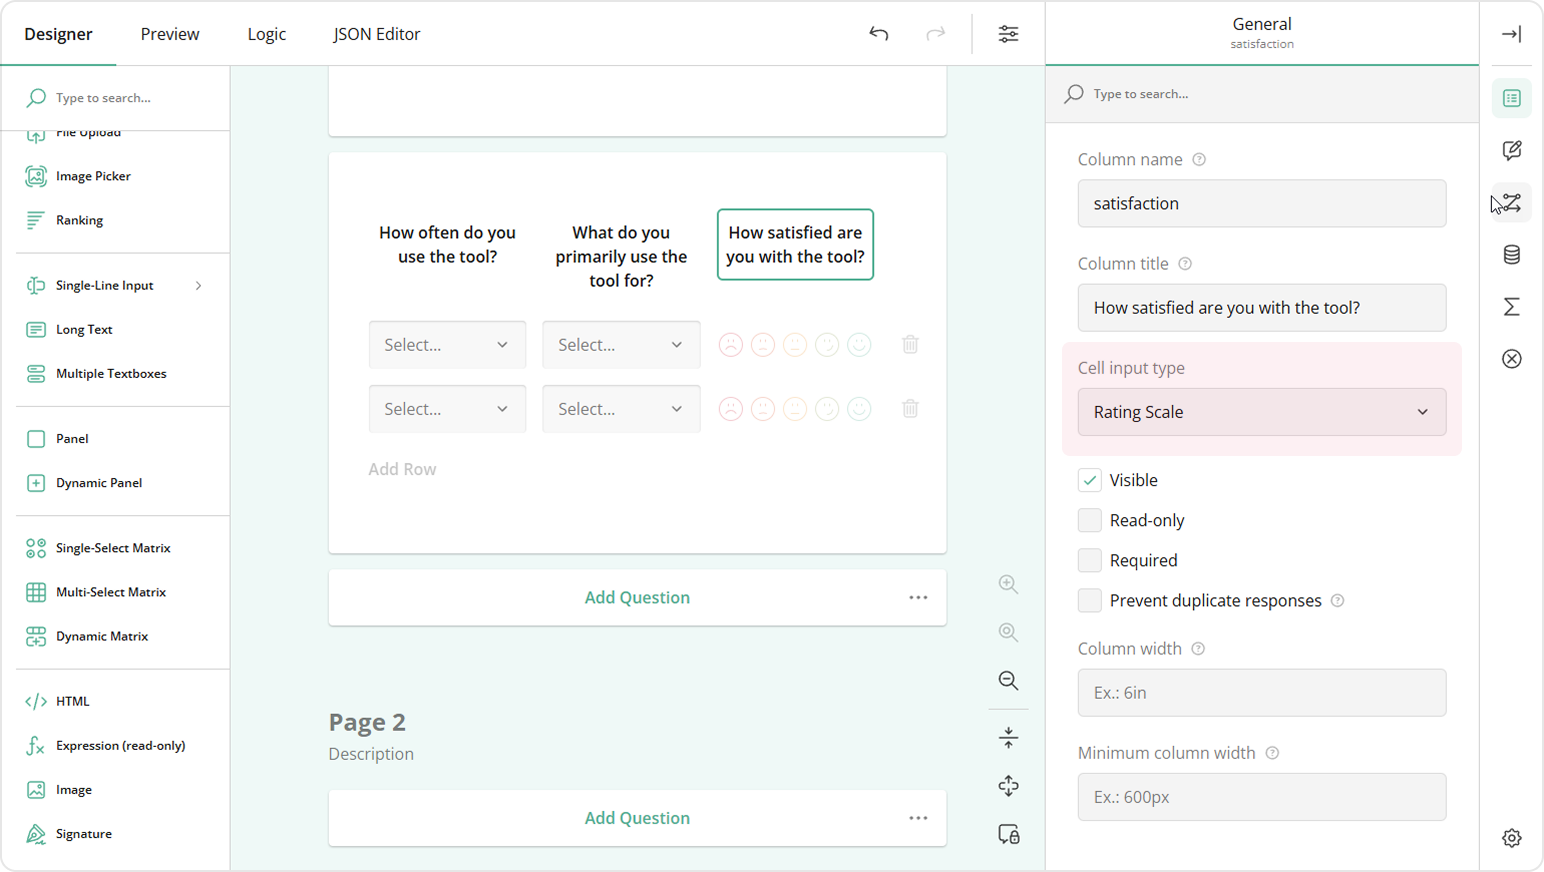 Designer
Preview
Logic
JSON Editor
General
satisfaction
Type to search...
File Upload
Image Picker
Ranking
Single-Line Input
Long Text
Multiple Textboxes
Panel
Dynamic Panel
Single-Select Matrix
Multi-Select Matrix
Dynamic Matrix
HTML
Expression (read-only)
Image
Signature
How often do you
use the tool?
What do you
primarily use the
tool for?
How satisfied are
you with the tool?
Select...
Select...
Select...
Select...
Add Row
Add Question
Page 2
Description
Add Question
Type to search...
Column name
satisfaction
Column title
How satisfied are you with the tool?
Cell input type
Rating Scale
Visible
Read-only
Required
Prevent duplicate responses
Column width
Ex.: 6in
Minimum column width
Ex.: 600px